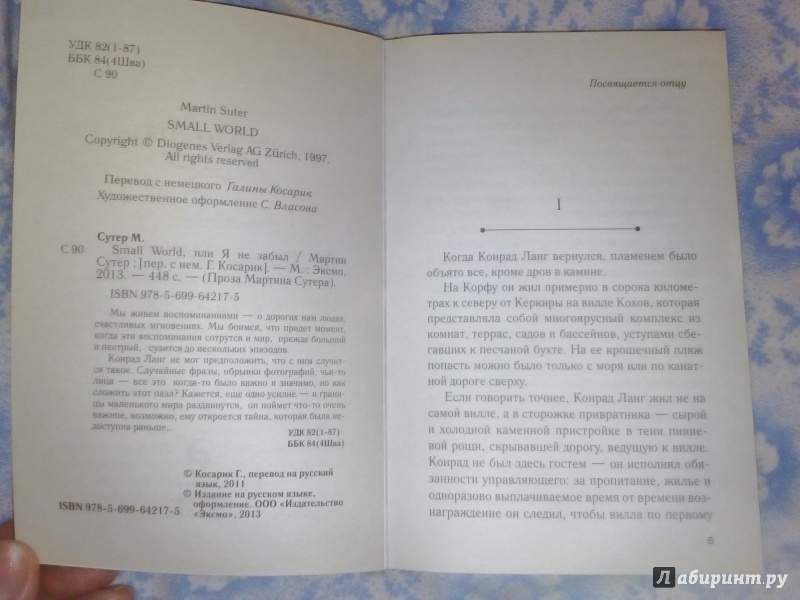 УДК 82(1-87)
ББК 84(4Шва)
С 90
Martin Suter
SMALL WORLD
Copyright © Diogenes Verlag AG Zürich, 1997.
All rights reserved
Перевод с немецкого Галины Косарик
Художественное оформление С. Власова
Сутер М.
С 90 Small World, или Я не забыл / Мартин
Сутер ; [пер. с нем. Г. Косарик]. — М. : Эксмо,
2013. — 448 с. — (Проза Мартина Сутера).
ISBN 978-5-699-64217-5
Мы живем воспоминаниями — о дорогих нам людях,
счастливых мгновениях. Мы боимся, что придет момент,
когда эти воспоминания сотрутся и мир, прежде большой
и пестрый, сузится до нескольких эпизодов.
Конрад Ланг не мог предположить, что с ним случит-
ся такое. Случайные фразы, обрывки фотографий, чье-то
лица — все это когда-то было важно и значимо, но как
сложить этот пазл? Кажется, еще одно усилие — и грани-
цы маленького мира раздвинутся, он поймет что-то очень
важное, возможно, ему откроется тайна, которая была не-
доступна раньше...
УДК 82(1-87)
ББК 84(4Шва)
© Косарик Г., перевод на русский
язык, 2011
© Издание на русском языке,
оформление. ООО «Издательство
«Эксмо», 2013
ISBN 978-5-699-64217-5
Посвящается отцу
1
Когда Конрад Ланг вернулся, пламенем было
объято все, кроме дров в камине.
На Корфу он жил примерно в сорока киломе-
трах к северу от Керкиры на вилле Кохов, которая
представляла собой многоярусный комплекс из
комнат, террас, садов и бассейнов, уступами сбе-
гавших к песчаной бухте. На ее крошечный пляж
попасть можно было только с моря или по канат-
ной дороге сверху.
Если говорить точнее, Конрад Ланг жил не на
самой вилле, а в сторожке привратника — сырой
и холодной каменной пристройке в тени пиние-
вой рощи, скрывавшей дорогу, ведущую к вилле.
Конрад не был здесь гостем — он исполнял обя-
занности управляющего: за пропитание, жилье и
одноразово выплачиваемое время от времени воз-
награждение он следил, чтобы вилла по первому
5
Лабиринт.ру